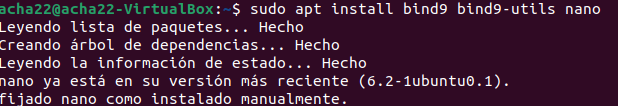 acha22@acha22-VirtualBox:~$ sudo apt install bind9 bind9-utils nano
Leyendo lista de paquetes... Hecho
Creando árbol de dependencias... Hecho
Leyendo la información de estado... Hecho
nano ya está en su versión más reciente (6.2-1ubuntu0.1).
fijado nano como instalado manualmente.